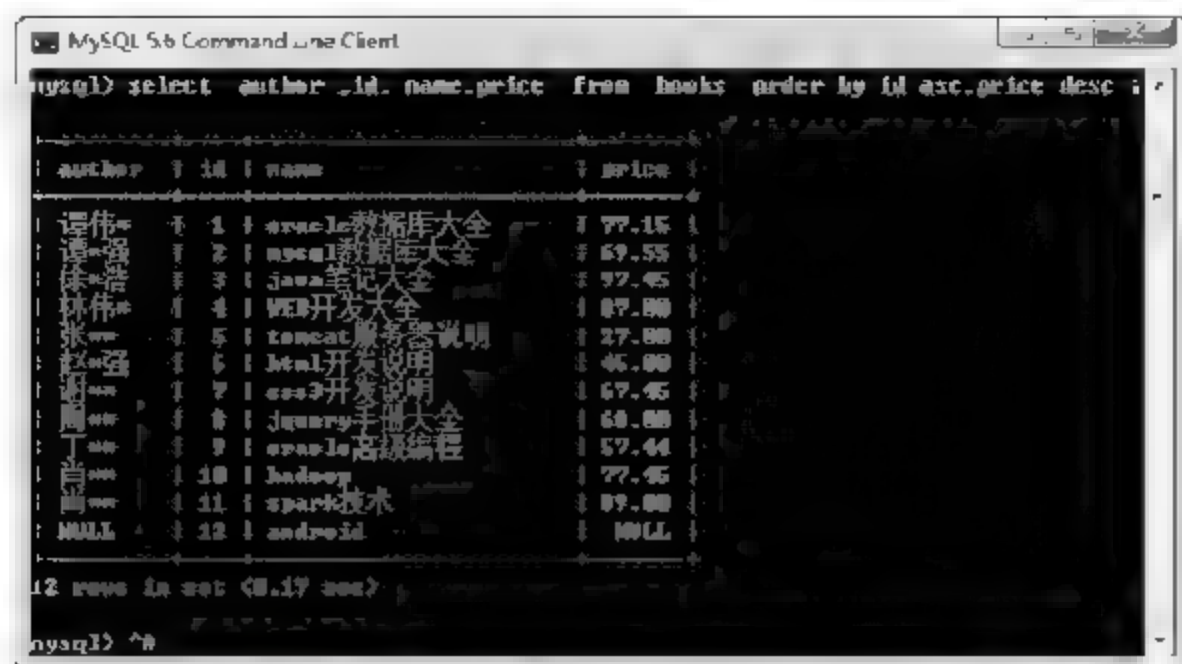 MySQL 5.6 Command Line Client
mysql> select author ,id, name,price from books order by id asc,price desc ;
| author | id | name | price |
| 谭伟* | 1 | oracle数据库大全 | 77.15 |
| 谭*强 | 2 | mysql数据库大全 | 69.55 |
| 徐*浩 | 3 | java笔记大全 | 97.45 |
| 林伟* | 4 | WEB开发大全 | 87.00 |
| 张** | 5 | tomcat服务器说明 | 27.00 |
| 赵*强 | 6 | html开发说明 | 46.00 |
| 谢** | 7 | css3开发说明 | 67.45 |
| 周** | 8 | jquery手册大全 | 68.00 |
| 丁** | 9 | oracle高级编程 | 57.44 |
| 肖** | 10 | hadoop | 77.45 |
| 11 | spark技术 | 89.00 |
| NULL | 12 | android | NULL |
12 rows in set (0.17 sec)
mysql>